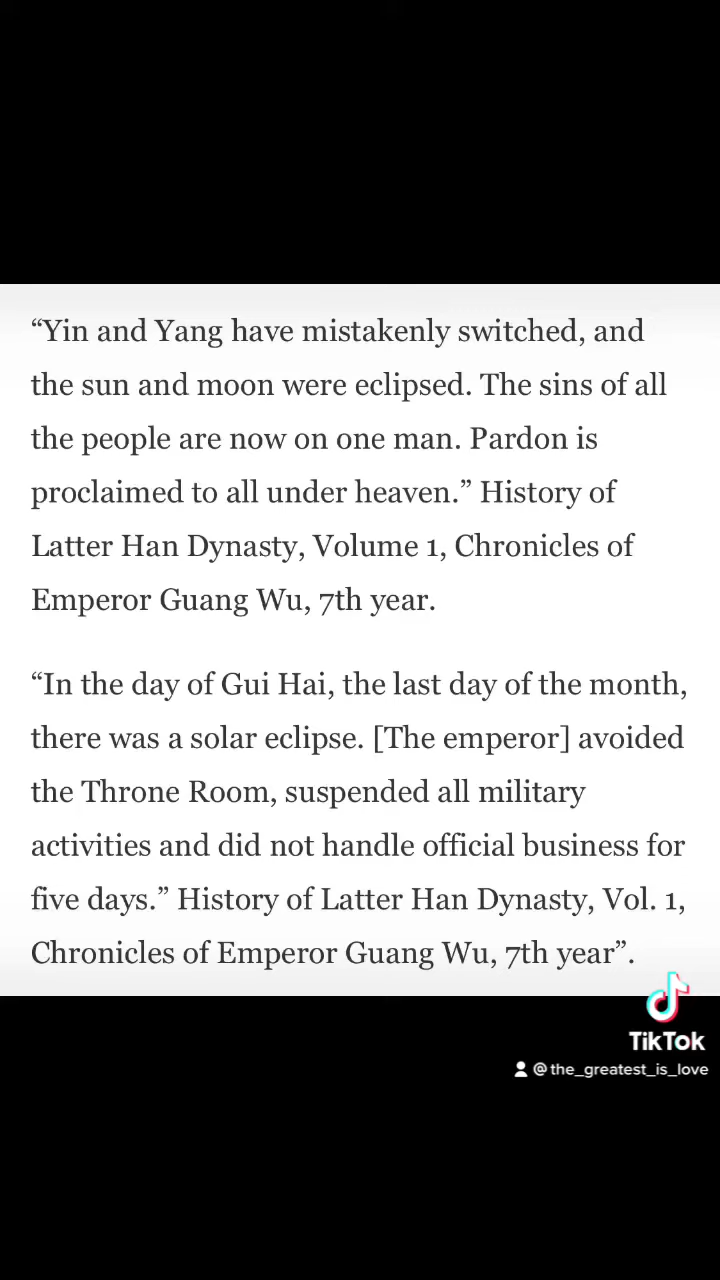 “Yin and Yang have mistakenly switched, and
the sun and moon were eclipsed. The sins of all
the people are now on one man. Pardon is
proclaimed to all under heaven.” History of
Latter Han Dynasty, Volume 1, Chronicles of
Emperor Guang Wu, 7th year.
“In the day of Gui Hai, the last day of the month,
there was a solar eclipse. [The emperor] avoided
the Throne Room, suspended all military
activities and did not handle official business for
five days.” History of Latter Han Dynasty, Vol. 1,
Chronicles of Emperor Guang Wu, 7th year”.
TikTok
@the_greatest_is_love